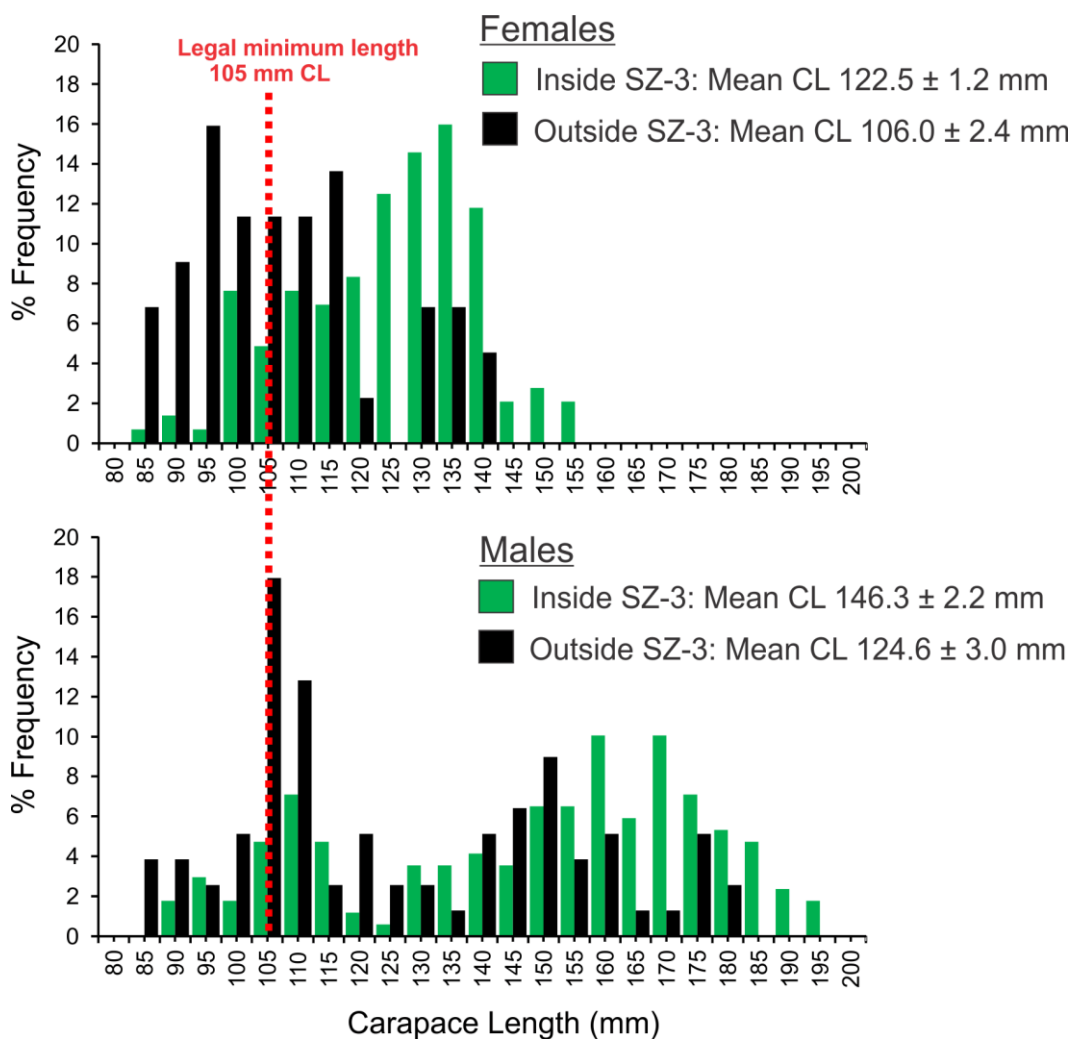 Females
Legal minimum length
105 mm CL
Inside SZ-3: Mean CL 122.5 ± 1.2 mm
Outside SZ-3: Mean CL 106.0 ± 2.4 mm
% Frequency
20
18
16
14
12
10
8
6
4
2
0
80 85 90 95 100 105 110 115 120 125 130 135 140 145 150 155 160 165 170 175 180 185 190 195 200
Males
Inside SZ-3: Mean CL 146.3 ± 2.2 mm
Outside SZ-3: Mean CL 124.6 ± 3.0 mm
% Frequency
20
18
16
14
12
10
8
6
4
2
0
80 85 90 95 100 105 110 115 120 125 130 135 140 145 150 155 160 165 170 175 180 185 190 195 200
Carapace Length (mm)